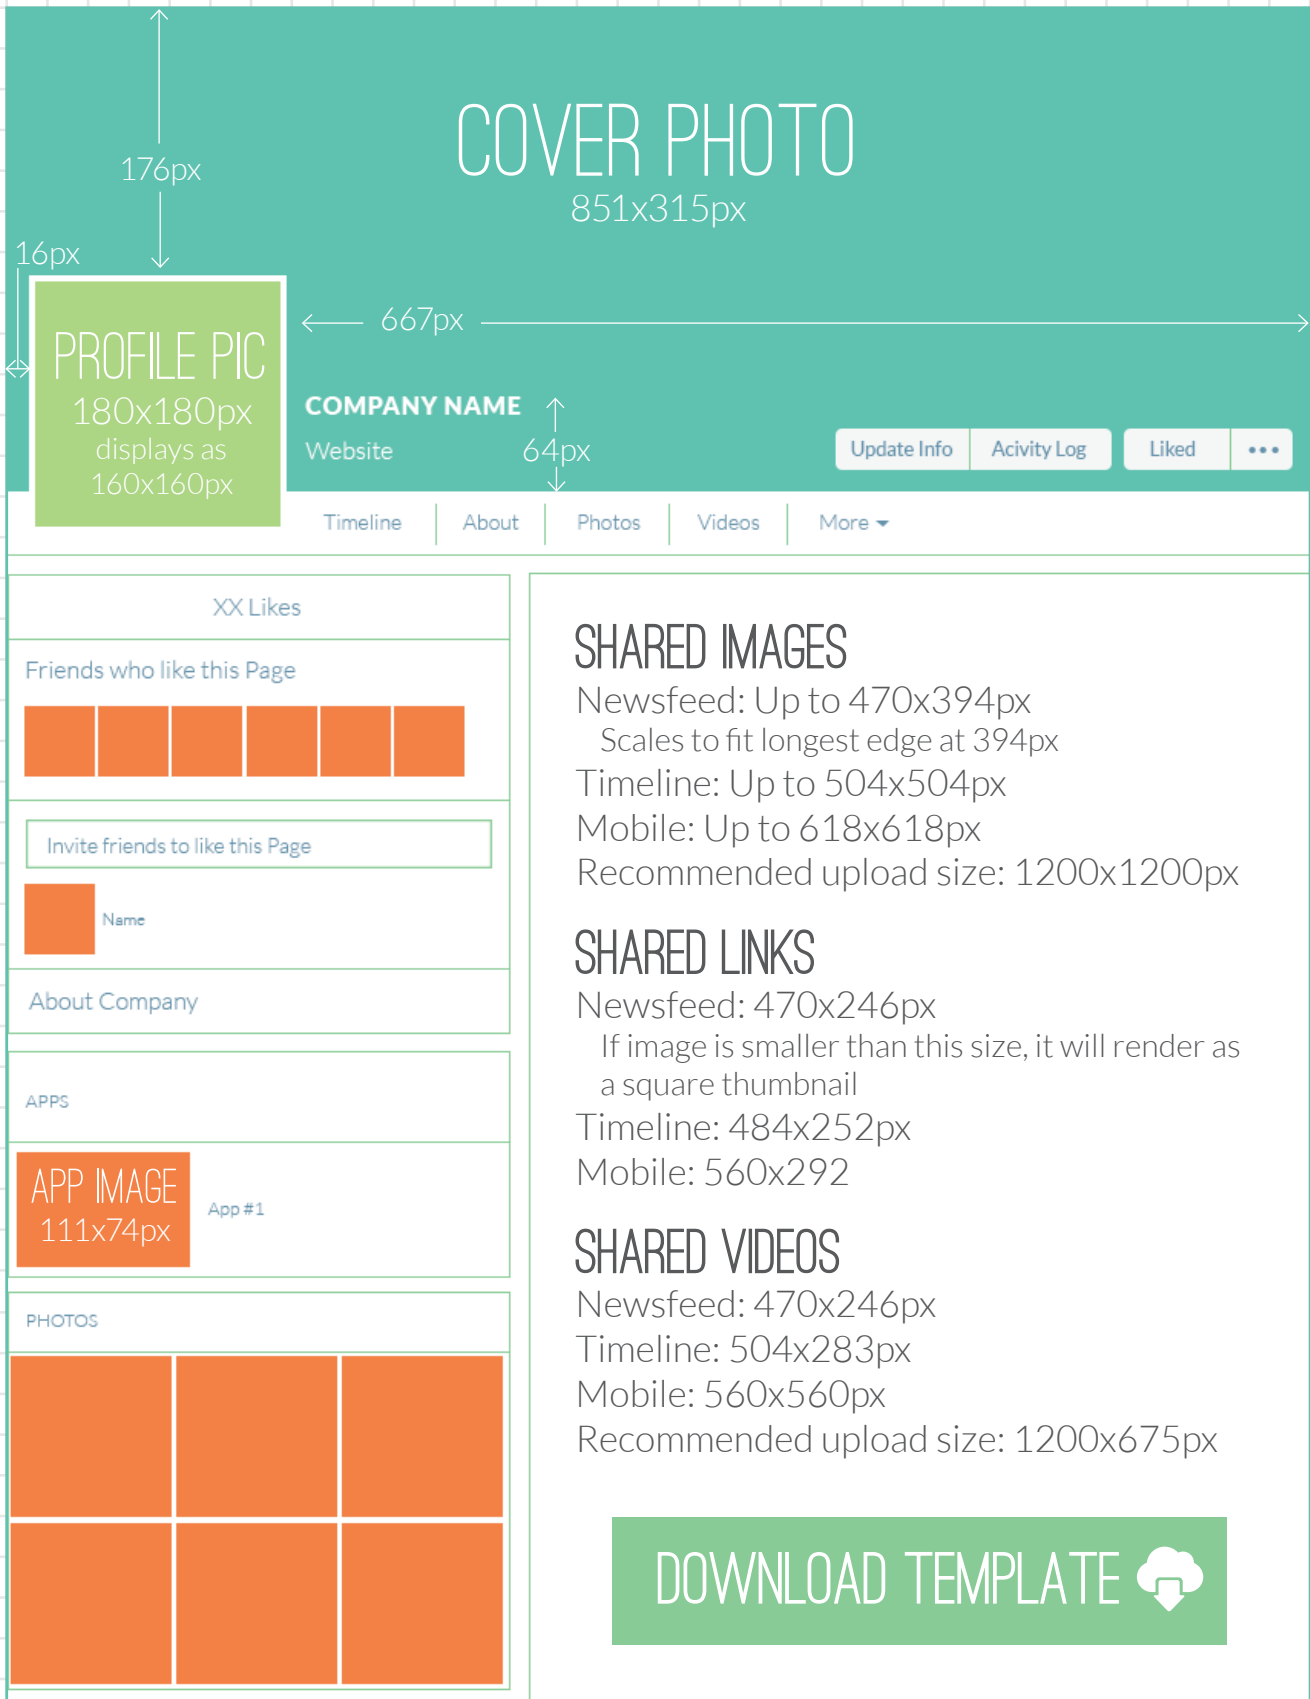 COVER PHOTO
851x315px
176px
16px
667px
PROFILE PIC
180x180px
displays as
160x160px
COMPANY NAME
Website
64px
Update Info
Acivity Log
Liked
Timeline
About
Photos
Videos
More
XX Likes
Friends who like this Page
Invite friends to like this Page
Name
About Company
APPS
APP IMAGE
111x74px
App #1
PHOTOS
SHARED IMAGES
Newsfeed: Up to 470x394px
Scales to fit longest edge at 394px
Timeline: Up to 504x504px
Mobile: Up to 618x618px
Recommended upload size: 1200x1200px
SHARED LINKS
Newsfeed: 470x246px
If image is smaller than this size, it will render as
a square thumbnail
Timeline: 484x252px
Mobile: 560x292
SHARED VIDEOS
Newsfeed: 470x246px
Timeline: 504x283px
Mobile: 560x560px
Recommended upload size: 1200x675px
DOWNLOAD TEMPLATE